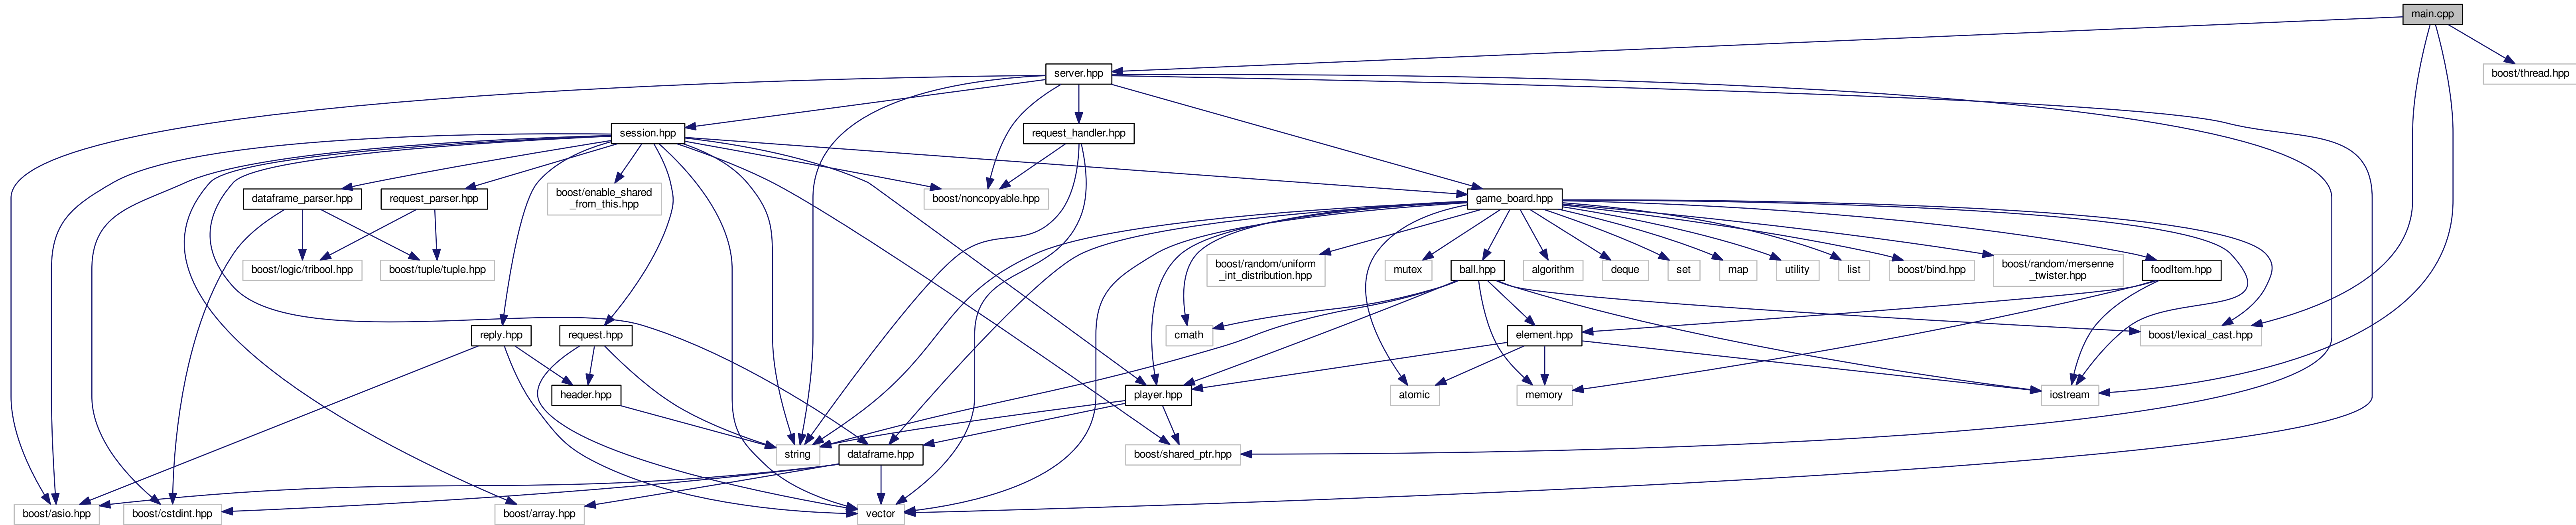 main.cpp
server.hpp
boost/thread.hpp
session.hpp
request_handler.hpp
dataframe_parser.hpp
request_parser.hpp
boost/enable_shared
_from_this.hpp
boost/noncopyable.hpp
game_board.hpp
boost/logic/tribool.hpp
boost/tuple/tuple.hpp
boost/random/uniform
_int_distribution.hpp
mutex
ball.hpp
algorithm
deque
set
map
utility
list
boost/bind.hpp
boost/random/mersenne
_twister.hpp
foodItem.hpp
reply.hpp
request.hpp
cmath
element.hpp
boost/lexical_cast.hpp
header.hpp
player.hpp
atomic
memory
iostream
string
dataframe.hpp
boost/shared_ptr.hpp
boost/asio.hpp
boost/cstdint.hpp
boost/array.hpp
vector